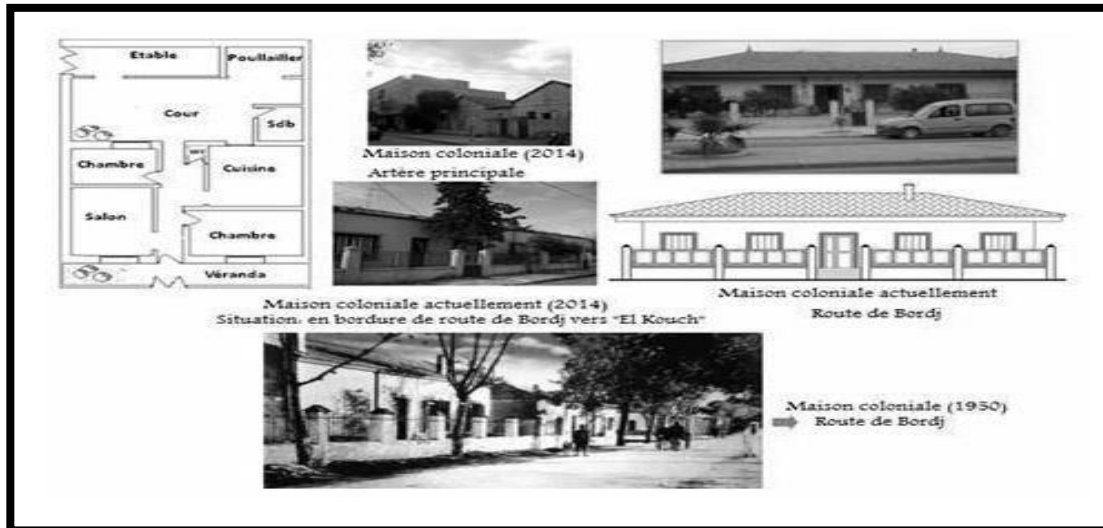 Etable
Poullailler
Cour
Sdb
Chambre
Cuisine
Salon
Chambre
Véranda
Maison coloniale (2014)
Artère principale
Maison coloniale actuellement (2014)
Situation: en bordure de route de Bordj vers "El Kouch"
Maison coloniale actuellement
Route de Bordj
Maison coloniale (1950)
Route de Bordj